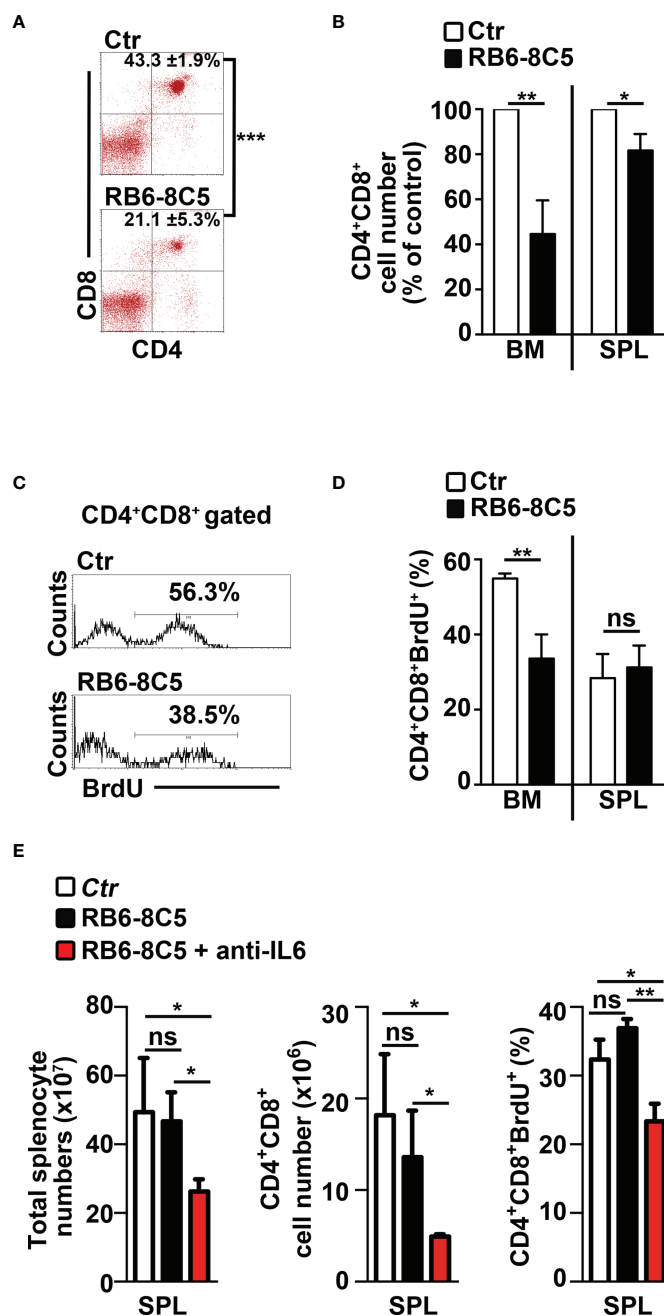 A
Ctr
43.3 ±1.9%
***
RB6-8C5
21.1 ±5.3%
CD8
CD4
B
Ctr
RB6-8C5
CD4⁺CD8⁺
cell number
(% of control)
100
80
60
40
20
0
**
*
BM
SPL
C
CD4⁺CD8⁺ gated
Ctr
56.3%
Counts
RB6-8C5
38.5%
Counts
BrdU
D
Ctr
RB6-8C5
CD4⁺CD8⁺BrdU⁺ (%)
60
40
20
0
**
ns
BM
SPL
E
Ctr
RB6-8C5
RB6-8C5 + anti-IL6
Total splenocyte
numbers (x10⁷)
80
60
40
20
0
*
ns
*
SPL
CD4⁺CD8⁺
cell number (x10⁶)
30
20
10
0
*
ns
*
SPL
CD4⁺CD8⁺BrdU⁺ (%)
40
30
20
10
0
*
ns
**
SPL